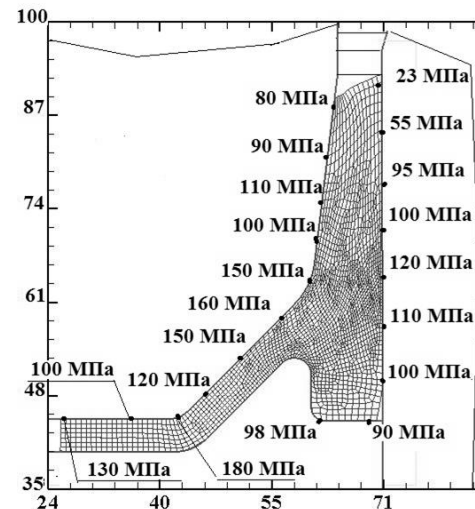 100
23 МПа
80 МПа
87
55 МПа
90 МПа
95 МПа
110 МПа
74
100 МПа
100 МПа
120 МПа
150 МПа
61
160 МПа
110 МПа
150 МПа
100 МПа
48
120 МПа
100 МПа
98 МПа
90 МПа
130 МПа
180 МПа
35
24
40
55
71